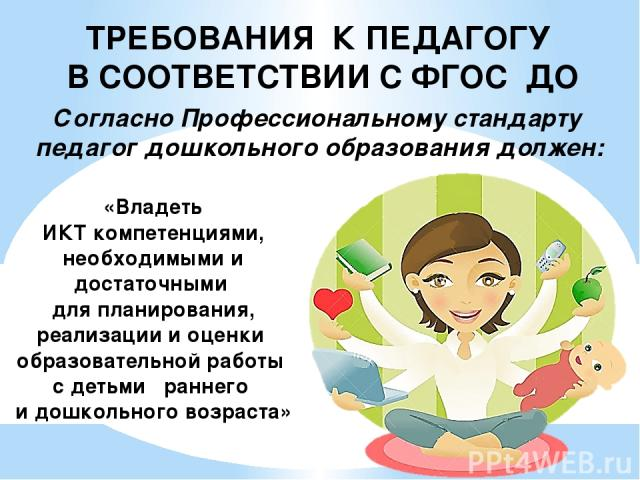 ТРЕБОВАНИЯ К ПЕДАГОГУ
В СООТВЕТСТВИИ С ФГОС ДО
Согласно Профессиональному стандарту
педагог дошкольного образования должен:
«Владеть
ИКТ компетенциями,
необходимыми и
достаточными
для планирования,
реализации и оценки
образовательной работы
с детьми раннего
и дошкольного возраста»
PPt4WEB.ru